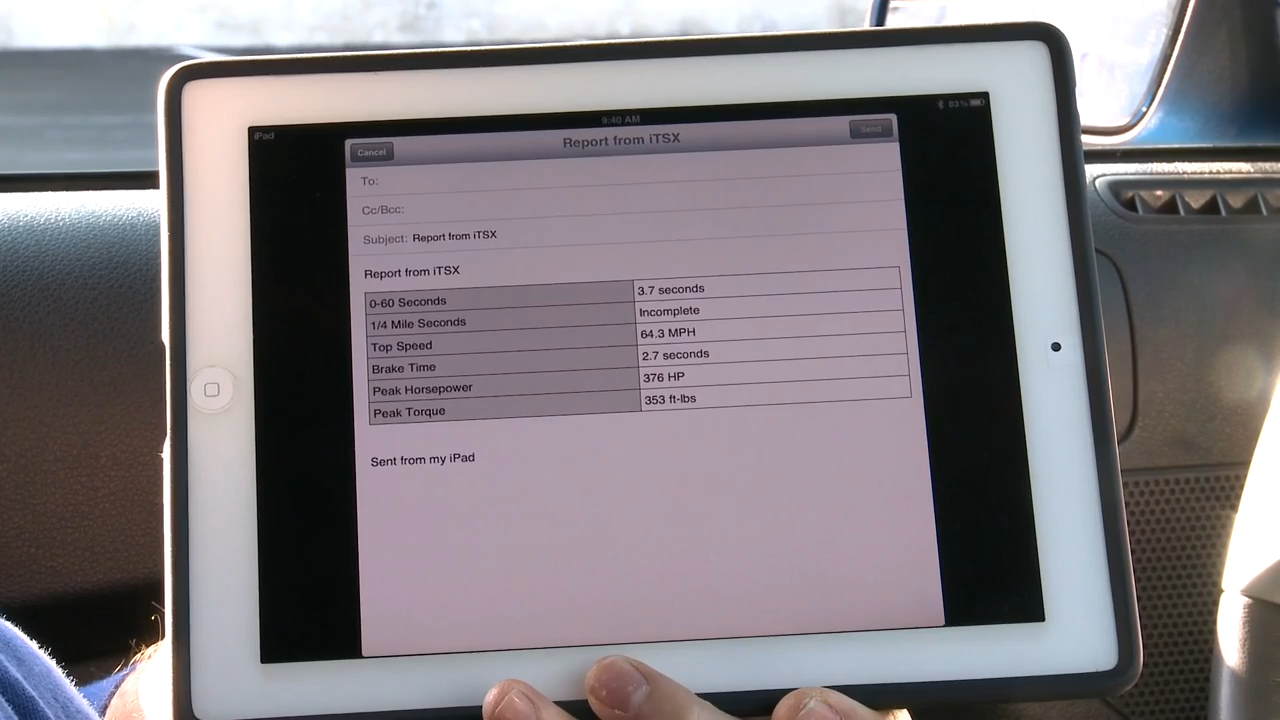 iPad 9:40 AM 83%
Cancel Report from iTSX Send
To:
Cc/Bcc:
Subject: Report from iTSX
Report from iTSX
0-60 Seconds 3.7 seconds
1/4 Mile Seconds Incomplete
Top Speed 64.3 MPH
Brake Time 2.7 seconds
Peak Horsepower 376 HP
Peak Torque 353 ft-lbs
Sent from my iPad